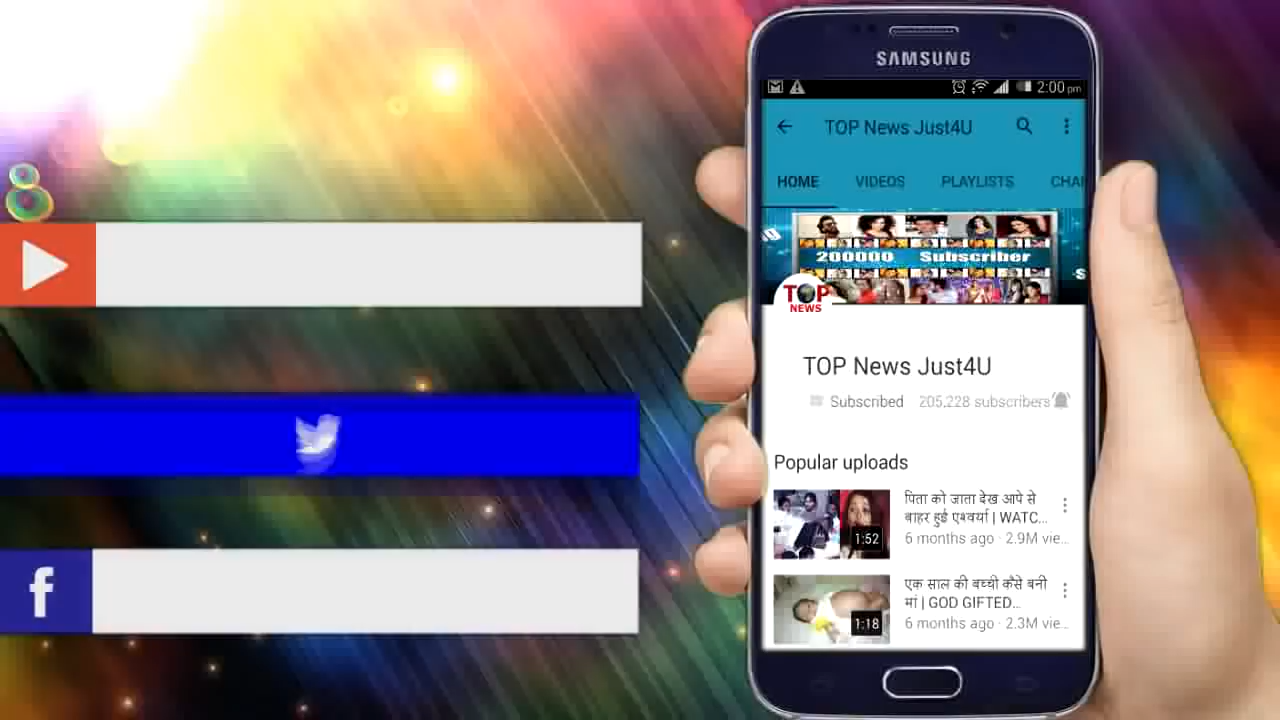 SAMSUNG
2:00 pm
TOP News Just4U
HOME VIDEOS PLAYLISTS CHA
200000 Subscriber
TOP
NEWS
TOP News Just4U
Subscribed 205,228 subscribers
Popular uploads
पिता को जाता देख आपे से
बाहर हुई एश्वर्या | WATC...
6 months ago · 2.9M vie...
1:52
एक साल की बच्ची कैसे बनी
मां | GOD GIFTED...
6 months ago · 2.3M vie...
1:18
f